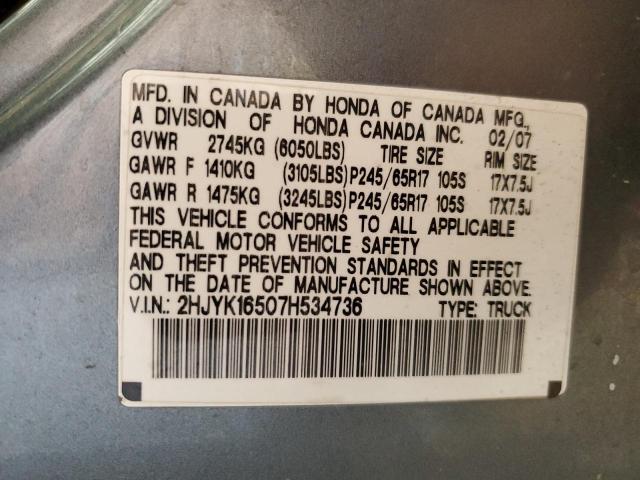 MFD. IN CANADA BY HONDA OF CANADA MFG.,
A DIVISION OF HONDA CANADA INC. 02/07
GVWR 2745KG (6050LBS) TIRE SIZE RIM SIZE
GAWR F 1410KG (3105LBS)P245/65R17 105S 17X7.5J
GAWR R 1475KG (3245LBS)P245/65R17 105S 17X7.5J
THIS VEHICLE CONFORMS TO ALL APPLICABLE
FEDERAL MOTOR VEHICLE SAFETY
AND THEFT PREVENTION STANDARDS IN EFFECT
ON THE DATE OF MANUFACTURE SHOWN ABOVE.
V.I.N.: 2HJYK16507H534736 TYPE: TRUCK